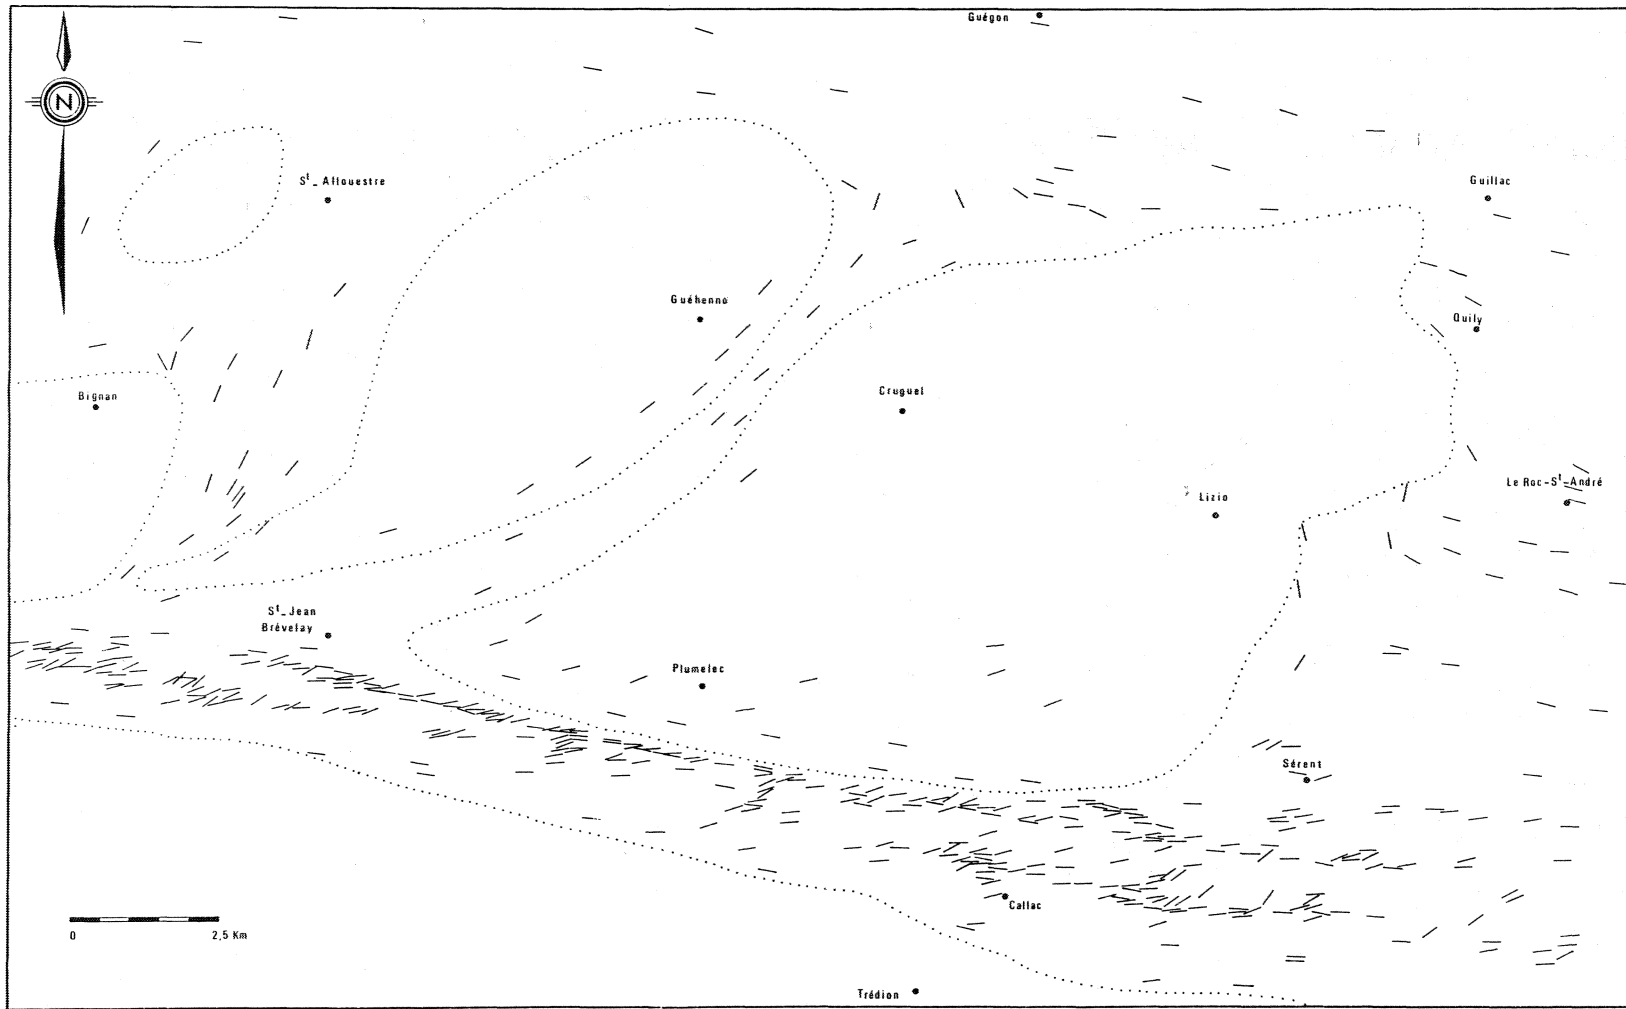 Guégon
N
St_Allouestre
Guillac
Guéhenno
Quily
Bignan
Cruguel
Le Roc-St-André
Lizio
St_Jean
Brévelay
Plumelec
Sérent
Callac
0 2,5 Km
Trédion